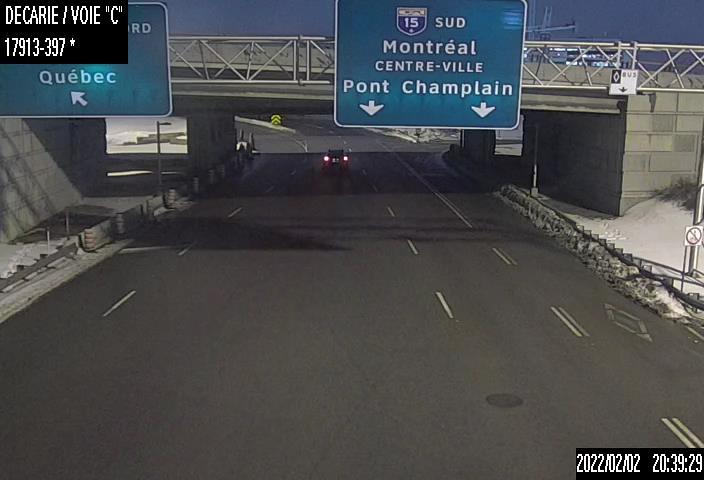 DECARIE / VOIE "C"
17913-397 *
ORD
Québec
15 SUD
Montréal
CENTRE-VILLE
Pont Champlain
BUS
2022/02/02 20:39:29